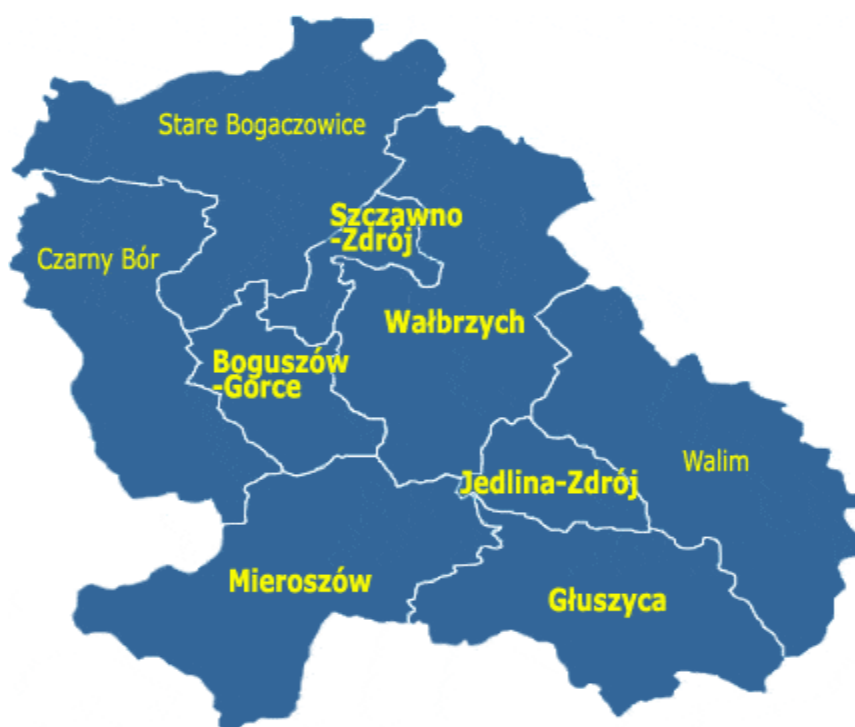 Stare Bogaczowice
Szczawno
-Zdrój
Czarny Bór
Wałbrzych
Boguszów
-Gorce
Walim
Jedlina-Zdrój
Mieroszów
Głuszyca